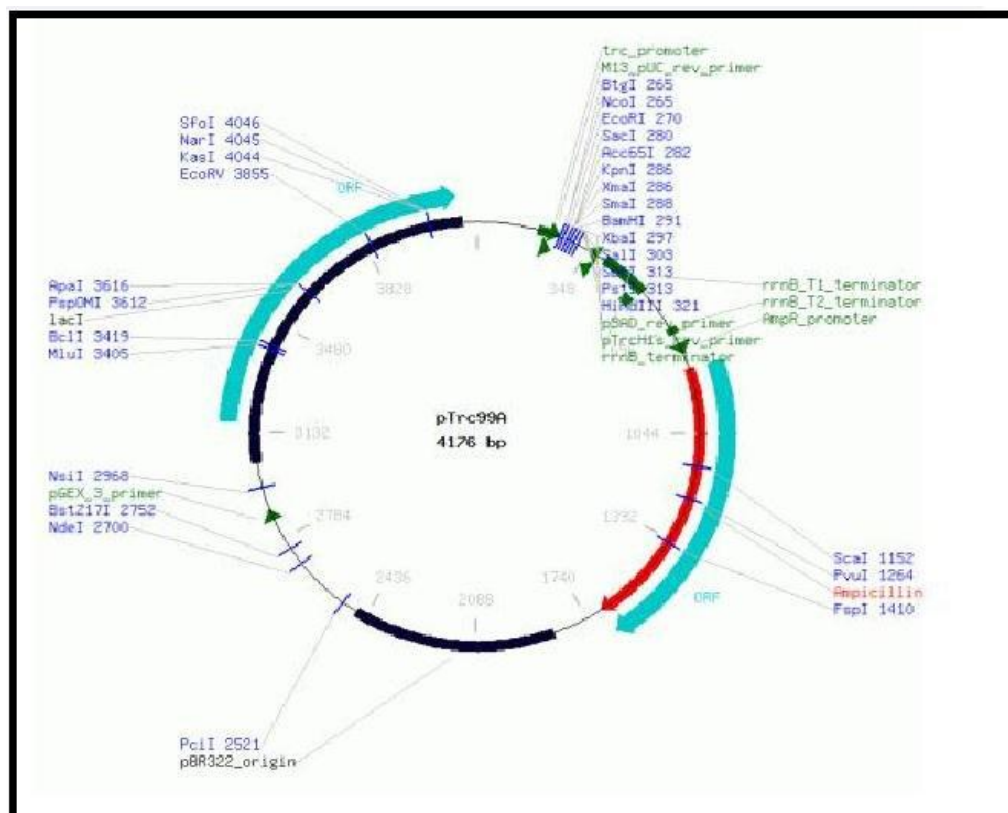 trc_promoter
M13_pUC_rev_primer
BtgI 265
NcoI 265
EcoRI 270
SacI 280
Acc65I 282
KpnI 286
XmaI 286
SmaI 288
BamHI 291
XbaI 297
SalI 303
313
PstI 313
HindIII 321
pBAD_rev_primer
pTrcHis_rev_primer
rrnB_terminator
rrnB_T1_terminator
rrnB_T2_terminator
AmpR_promoter
SfoI 4046
NarI 4045
KasI 4044
EcoRV 3855
ORF
ApaI 3616
PspOMI 3612
lacI
BclI 3419
MluI 3405
3828
348
3480
3132
pTrc99A
4176 bp
1044
NsiI 2968
pGEX_3_primer
BstZ17I 2752
NdeI 2700
2784
1392
2436
2088
1740
ScaI 1152
PvuI 1264
Ampicillin
FspI 1410
ORF
PciI 2521
pBR322_origin